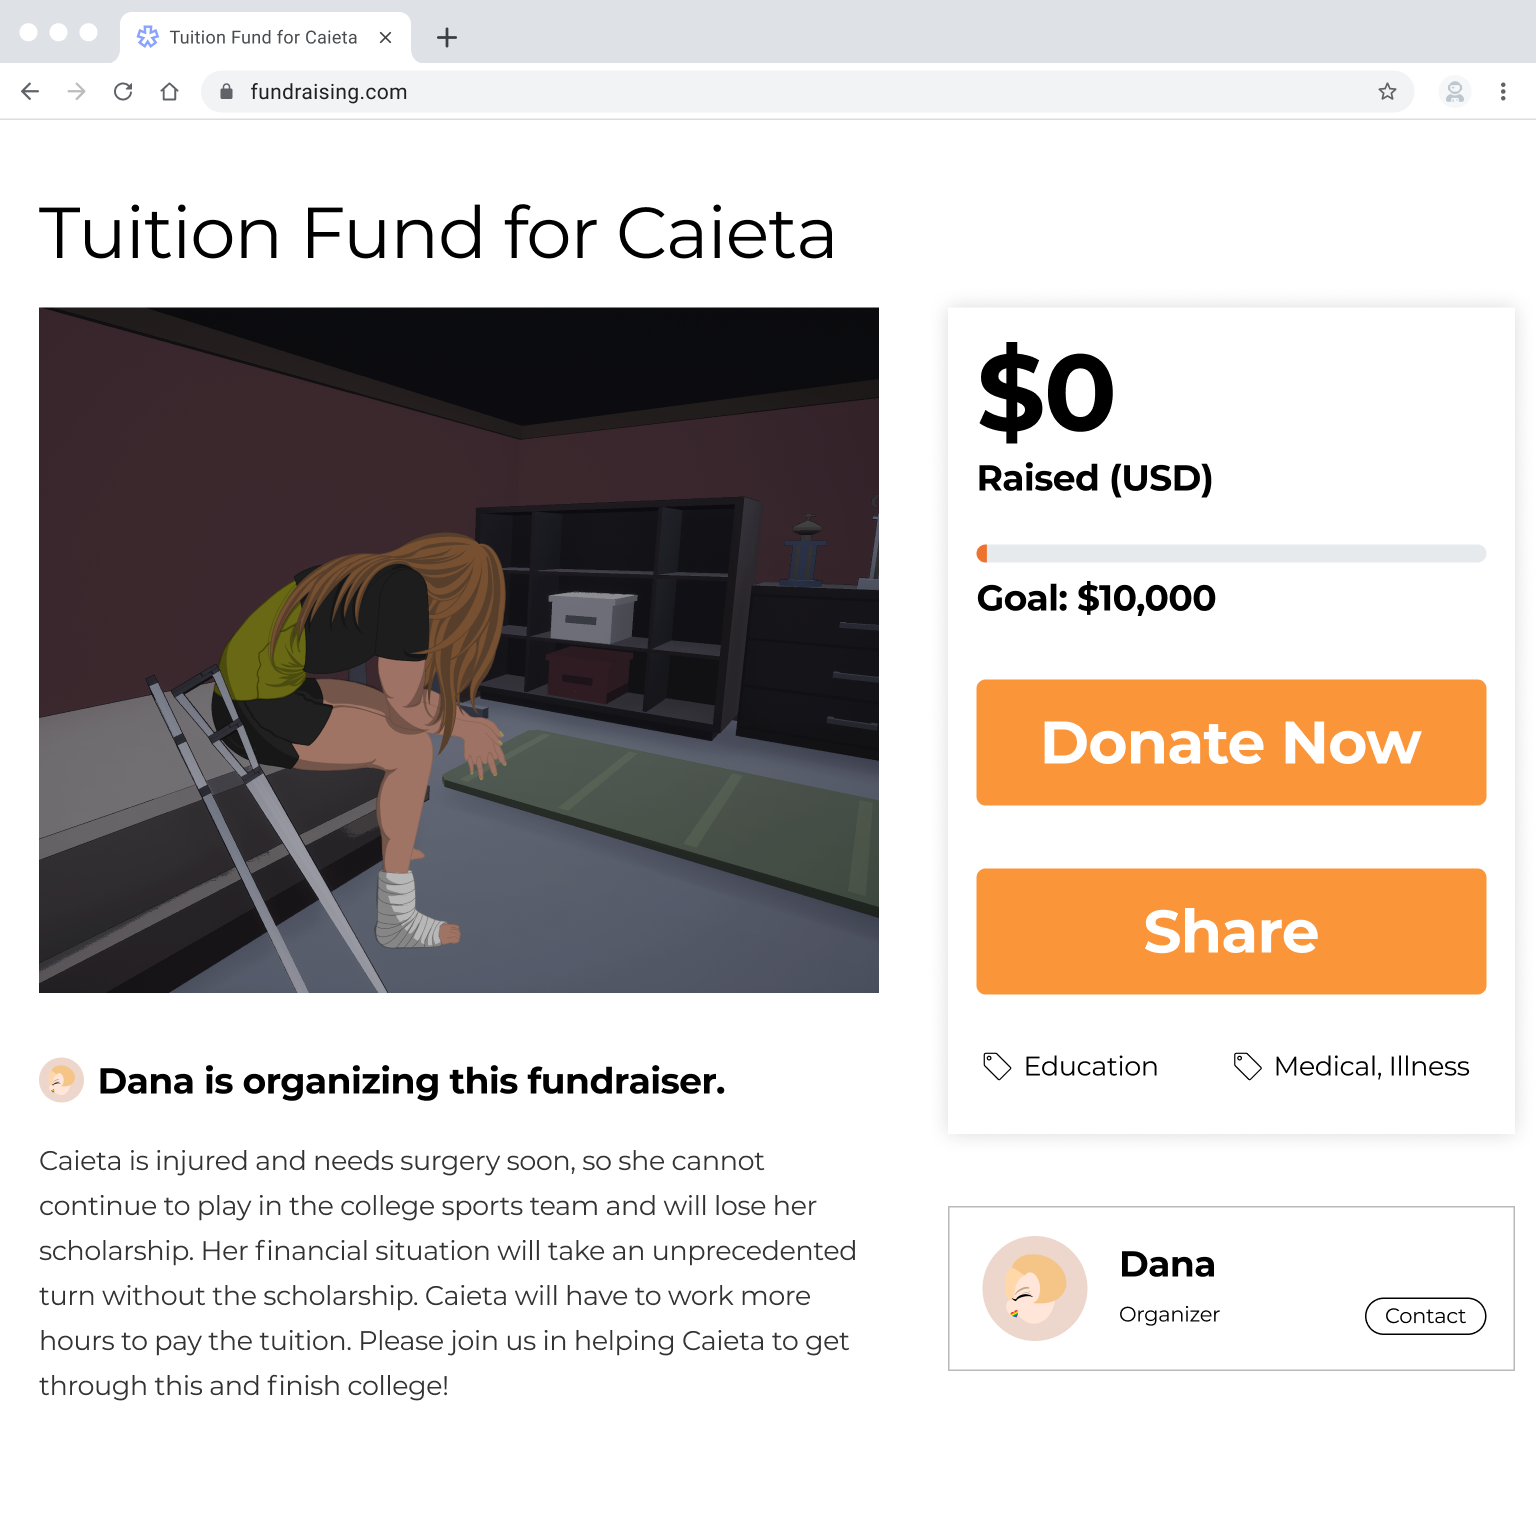 Tuition Fund for Caieta
fundraising.com
Tuition Fund for Caieta
$0
Raised (USD)
Goal: $10,000
Donate Now
Share
Education
Medical, Illness
Dana is organizing this fundraiser.
Caieta is injured and needs surgery soon, so she cannot
continue to play in the college sports team and will lose her
scholarship. Her financial situation will take an unprecedented
turn without the scholarship. Caieta will have to work more
hours to pay the tuition. Please join us in helping Caieta to get
through this and finish college!
Dana
Organizer
Contact